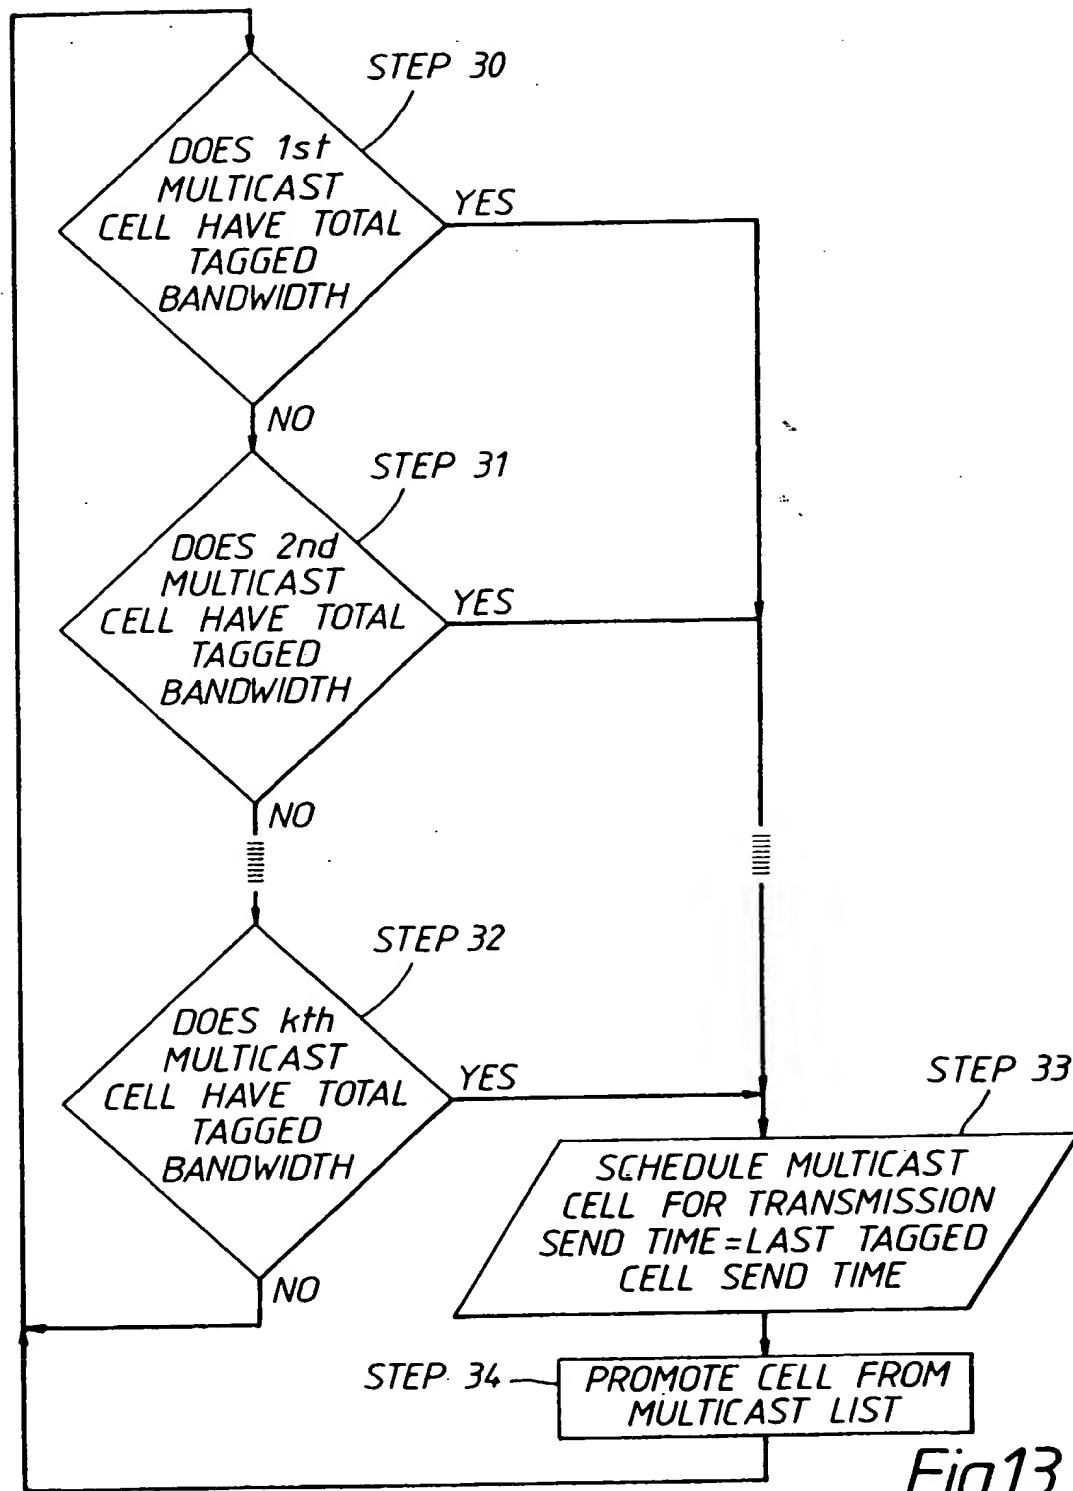 STEP 30
DOES 1st
MULTICAST
CELL HAVE TOTAL
TAGGED
BANDWIDTH
YES
NO
STEP 31
DOES 2nd
MULTICAST
CELL HAVE TOTAL
TAGGED
BANDWIDTH
YES
NO
STEP 32
DOES kth
MULTICAST
CELL HAVE TOTAL
TAGGED
BANDWIDTH
YES
NO
STEP 33
SCHEDULE MULTICAST
CELL FOR TRANSMISSION
SEND TIME=LAST TAGGED
CELL SEND TIME
STEP 34
PROMOTE CELL FROM
MULTICAST LIST
Fig13